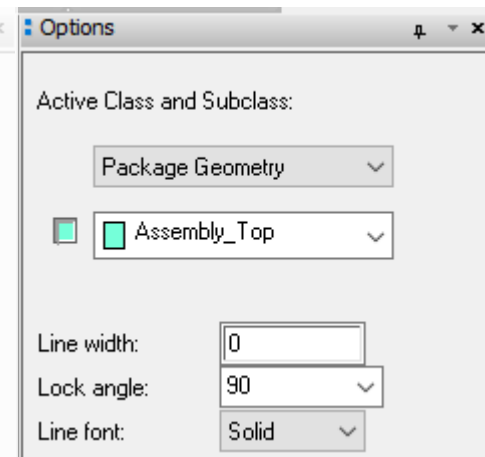 Options
Active Class and Subclass:
Package Geometry
Assembly_Top
Line width: 0
Lock angle: 90
Line font: Solid